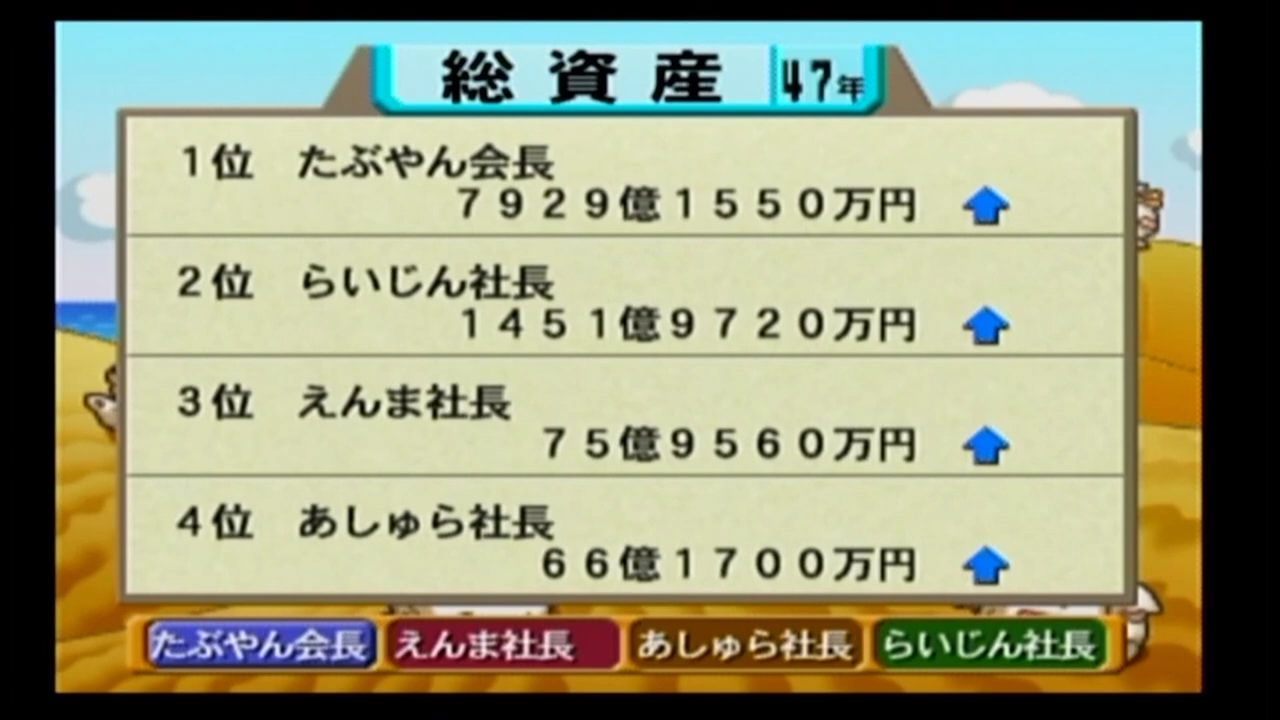 総資産 47年
1位 たぶやん会長
7929億1550万円
2位 らいじん社長
1451億9720万円
3位 えんま社長
75億9560万円
4位 あしゅら社長
66億1700万円
たぶやん会長 えんま社長 あしゅら社長 らいじん社長